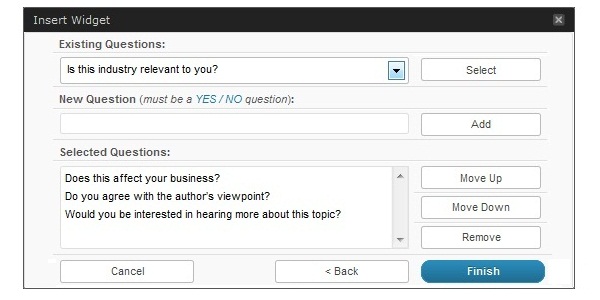 Insert Widget
Existing Questions:
Is this industry relevant to you?
Select
New Question (must be a YES / NO question):
Add
Selected Questions:
Does this affect your business?
Do you agree with the author's viewpoint?
Would you be interested in hearing more about this topic?
Move Up
Move Down
Remove
Cancel
< Back
Finish